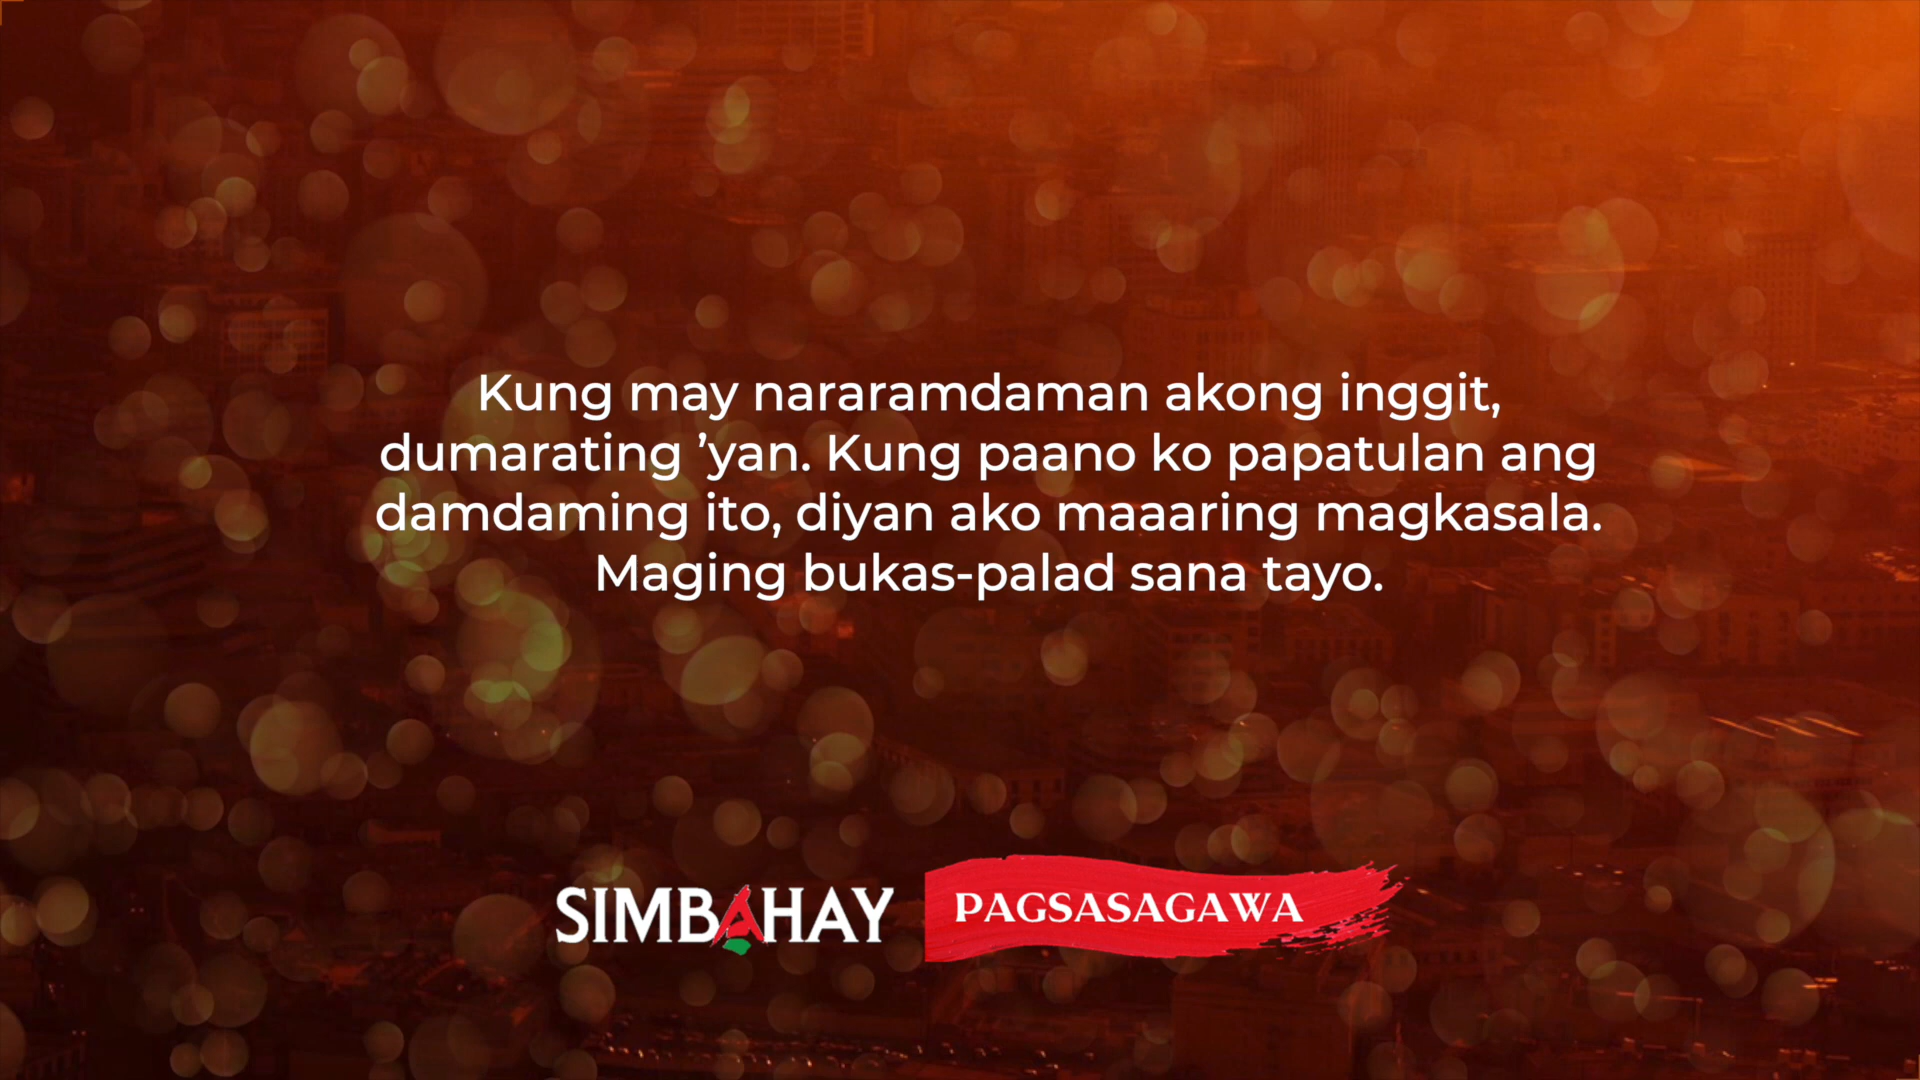 Kung may nararamdaman akong inggit,
dumarating ’yan. Kung paano ko papatulan ang
damdaming ito, diyan ako maaaring magkasala.
Maging bukas-palad sana tayo.
SIMBAHAY PAGSASAGAWA